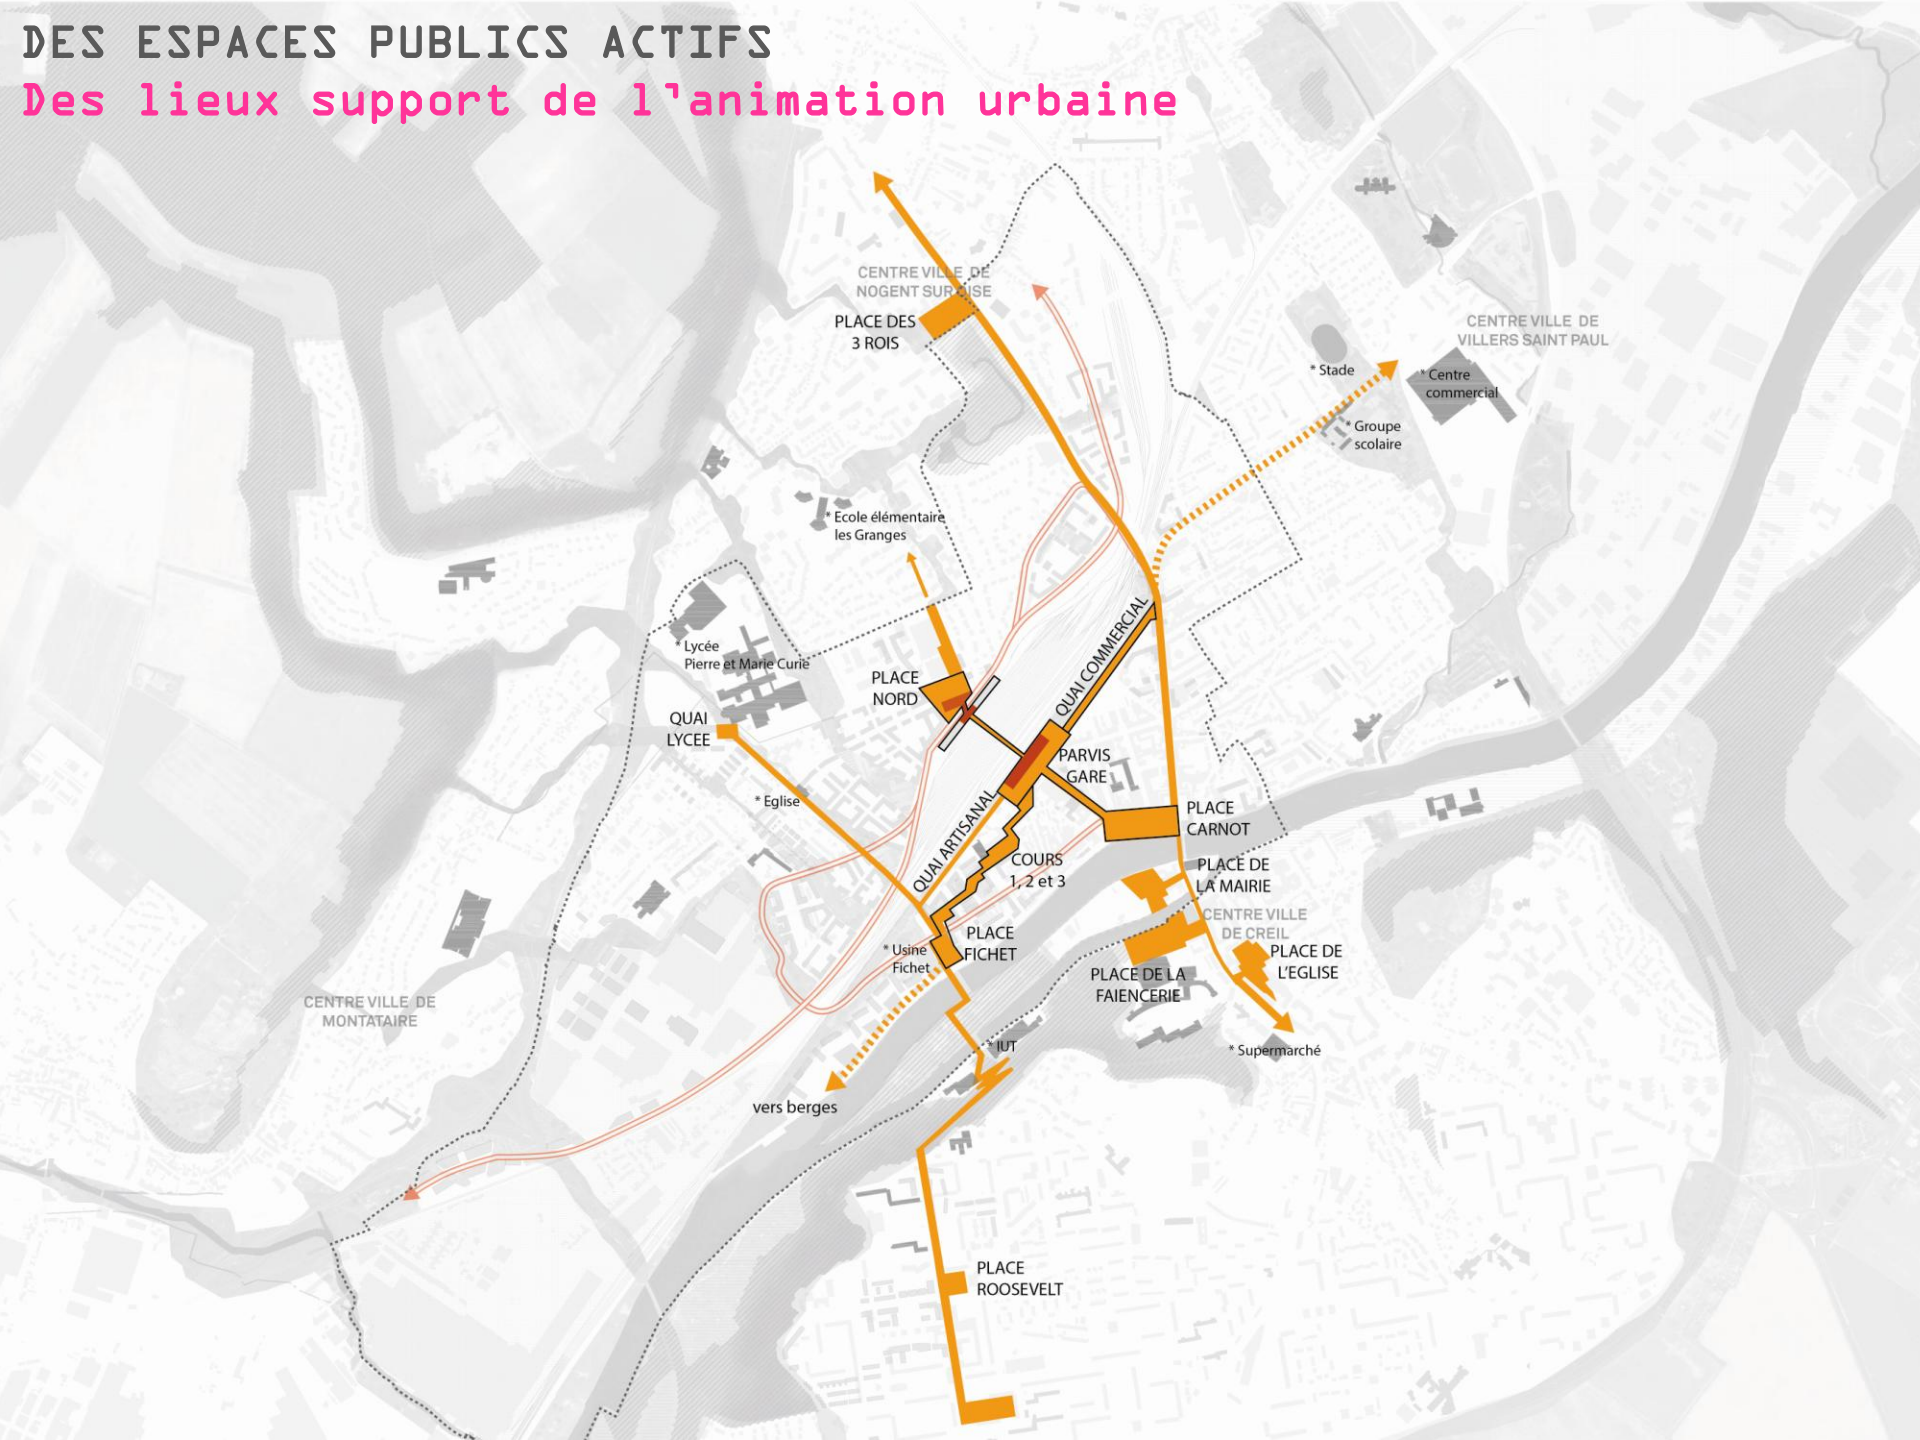 DES ESPACES PUBLICS ACTIFS
Des lieux support de l'animation urbaine
CENTRE VILLE DE
NOGENT SUR OISE
PLACE DES
3 ROIS
CENTRE VILLE DE
VILLERS SAINT PAUL
* Stade
* Centre
commercial
* Groupe
scolaire
* Ecole élémentaire
les Granges
* Lycée
Pierre et Marie Curie
PLACE
NORD
QUAI COMMERCIAL
QUAI
LYCEE
PARVIS
GARE
* Eglise
QUAI ARTISANAL
PLACE
CARNOT
COURS
1, 2 et 3
PLACE DE
LA MAIRIE
CENTRE VILLE
DE CREIL
PLACE
FICHET
* Usine
Fichet
PLACE DE
L'EGLISE
PLACE DE LA
FAIENCERIE
CENTRE VILLE DE
MONTATAIRE
* IUT
* Supermarché
vers berges
PLACE
ROOSEVELT